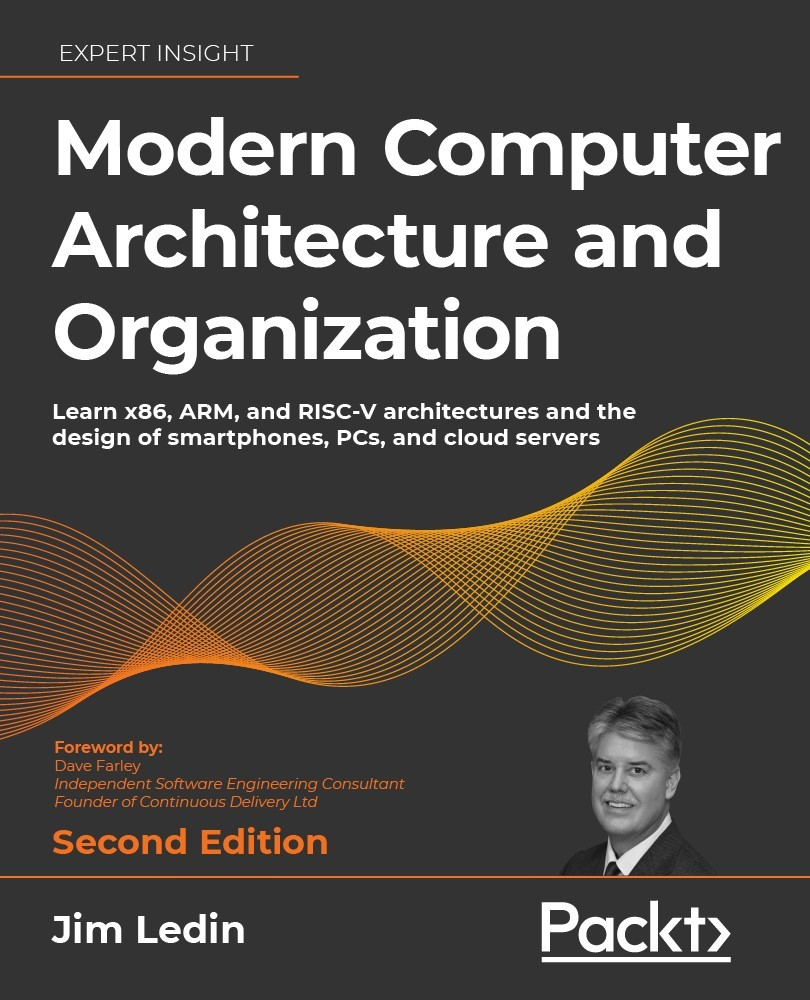 EXPERT INSIGHT
Modern Computer
Architecture and
Organization
Learn x86, ARM, and RISC-V architectures and the
design of smartphones, PCs, and cloud servers
Foreword by:
Dave Farley
Independent Software Engineering Consultant
Founder of Continuous Delivery Ltd
Second Edition
Jim Ledin
Packt